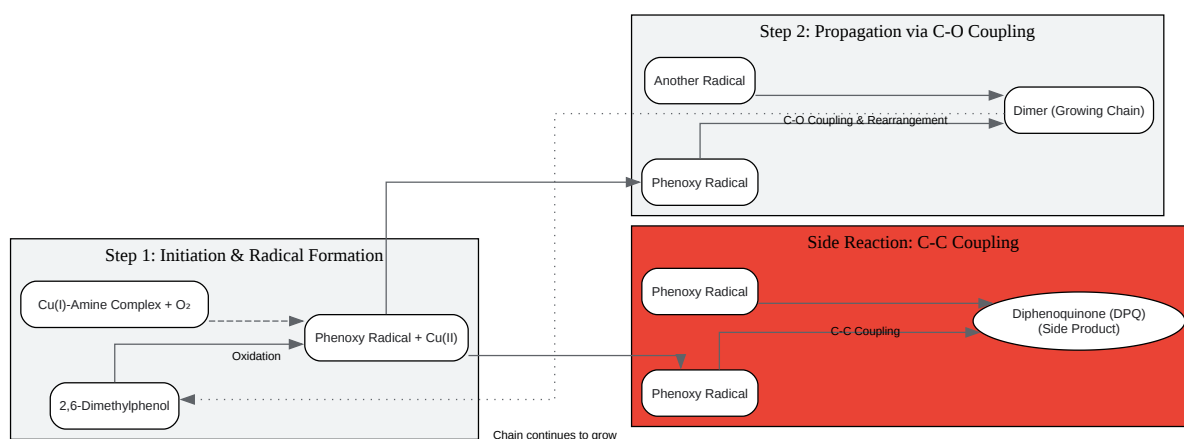 Step 2: Propagation via C-O Coupling
Another Radical
Dimer (Growing Chain)
C-O Coupling & Rearrangement
Phenoxy Radical
Step 1: Initiation & Radical Formation
Cu(I)-Amine Complex + O₂
Phenoxy Radical + Cu(II)
Oxidation
2,6-Dimethylphenol
Chain continues to grow
Side Reaction: C-C Coupling
Phenoxy Radical
Diphenoquinone (DPQ)
(Side Product)
C-C Coupling
Phenoxy Radical